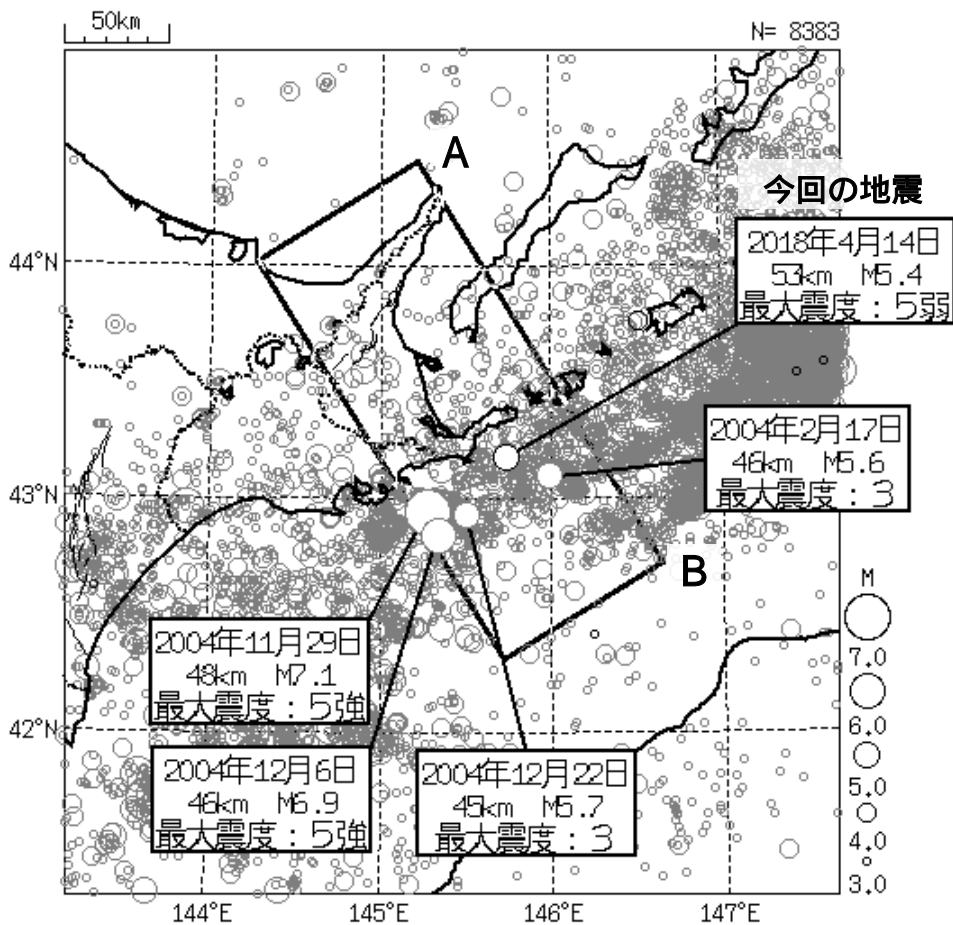 50km
N= 8383
A
今回の地震
2018年4月14日
53km M5.4
最大震度：5弱
44°N
2004年2月17日
46km M5.6
最大震度：3
43°N
B
M
2004年11月29日
48km M7.1
最大震度：5強
7.0
6.0
42°N
2004年12月6日
46km M6.9
最大震度：5強
2004年12月22日
45km M5.7
最大震度：3
5.0
4.0
3.0
144°E
145°E
146°E
147°E